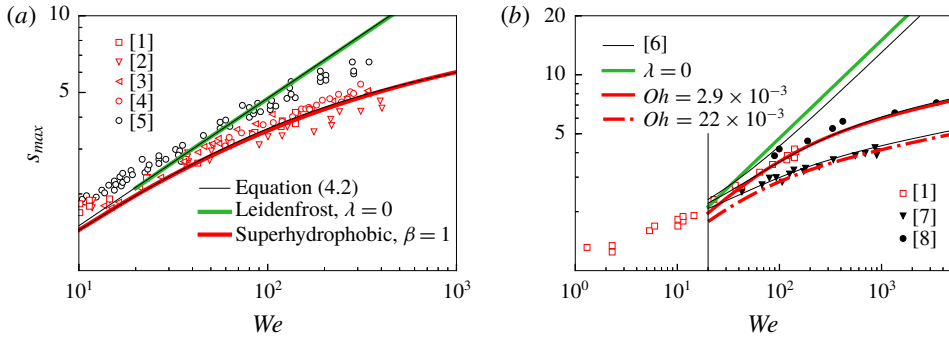 (a)
10
[1]
[2]
[3]
[4]
[5]
5
s_max
Equation (4.2)
Leidenfrost, λ = 0
Superhydrophobic, β = 1
10^1
10^2
10^3
We
(b)
20
[6]
λ = 0
10
Oh = 2.9 × 10^−3
Oh = 22 × 10^−3
5
[1]
[7]
[8]
10^0
10^1
10^2
10^3
We